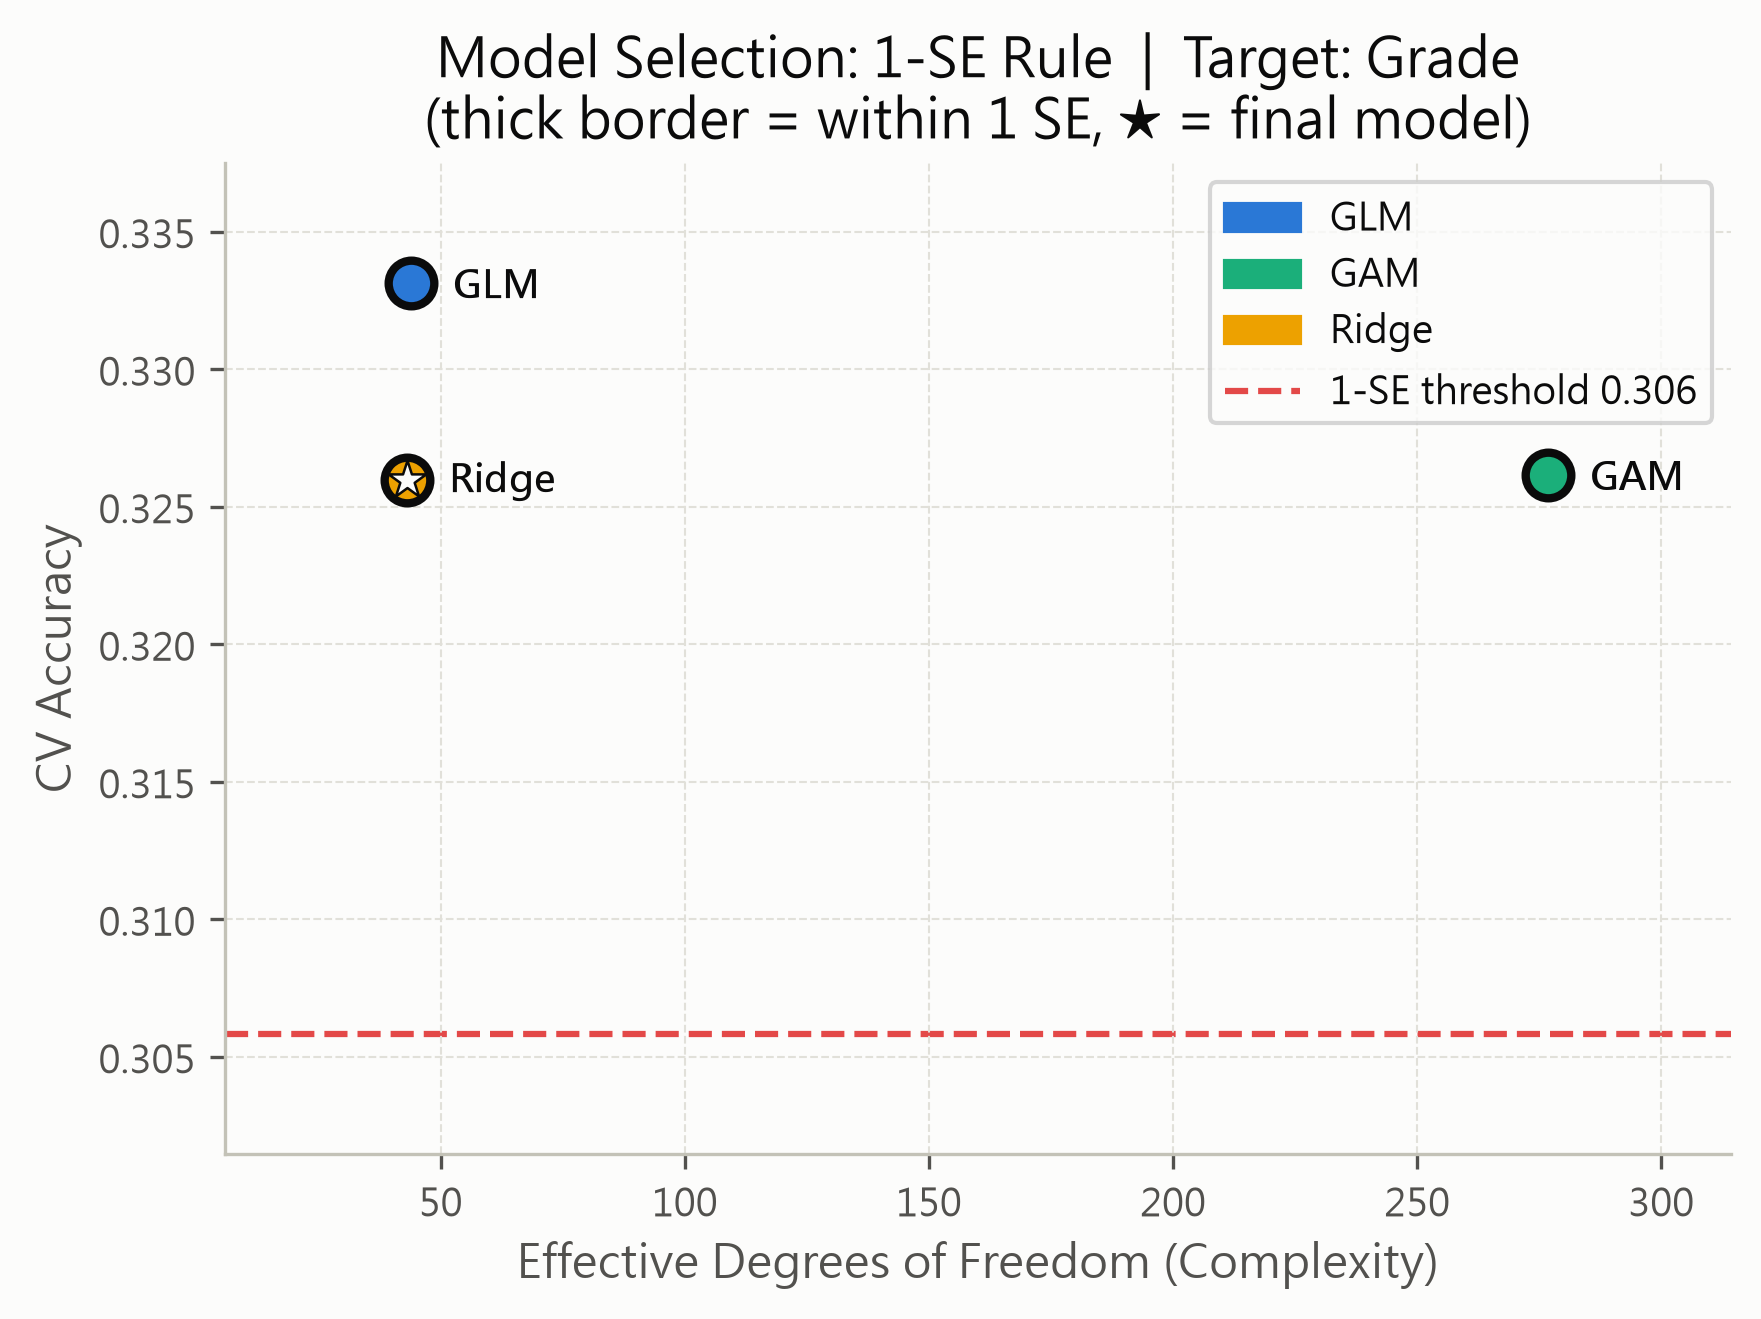 Model Selection: 1-SE Rule | Target: Grade
(thick border = within 1 SE, ★ = final model)
GLM
GAM
Ridge
1-SE threshold 0.306
GLM
Ridge
GAM
0.335
0.330
0.325
0.320
0.315
0.310
0.305
CV Accuracy
50 100 150 200 250 300
Effective Degrees of Freedom (Complexity)